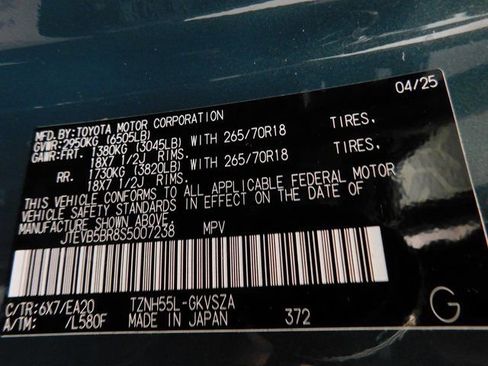 04/25
MFD.BY:TOYOTA MOTOR CORPORATION
GVWR:2950KG (6505LB)
GAWR:FRT. 1380KG (3045LB) WITH 265/70R18 TIRES,
18X7 1/2J RIMS.
RR. 1730KG (3820LB) WITH 265/70R18 TIRES,
18X7 1/2J RIMS.
THIS VEHICLE CONFORMS TO ALL APPLICABLE FEDERAL MOTOR
VEHICLE SAFETY STANDARDS IN EFFECT ON THE DATE OF
MANUFACTURE SHOWN ABOVE.
JTEVB5BR8S5007238 MPV
C/TR:6X7/EA20 TZNH55L-GKVSZA
A/TM: /L580F MADE IN JAPAN 372 G